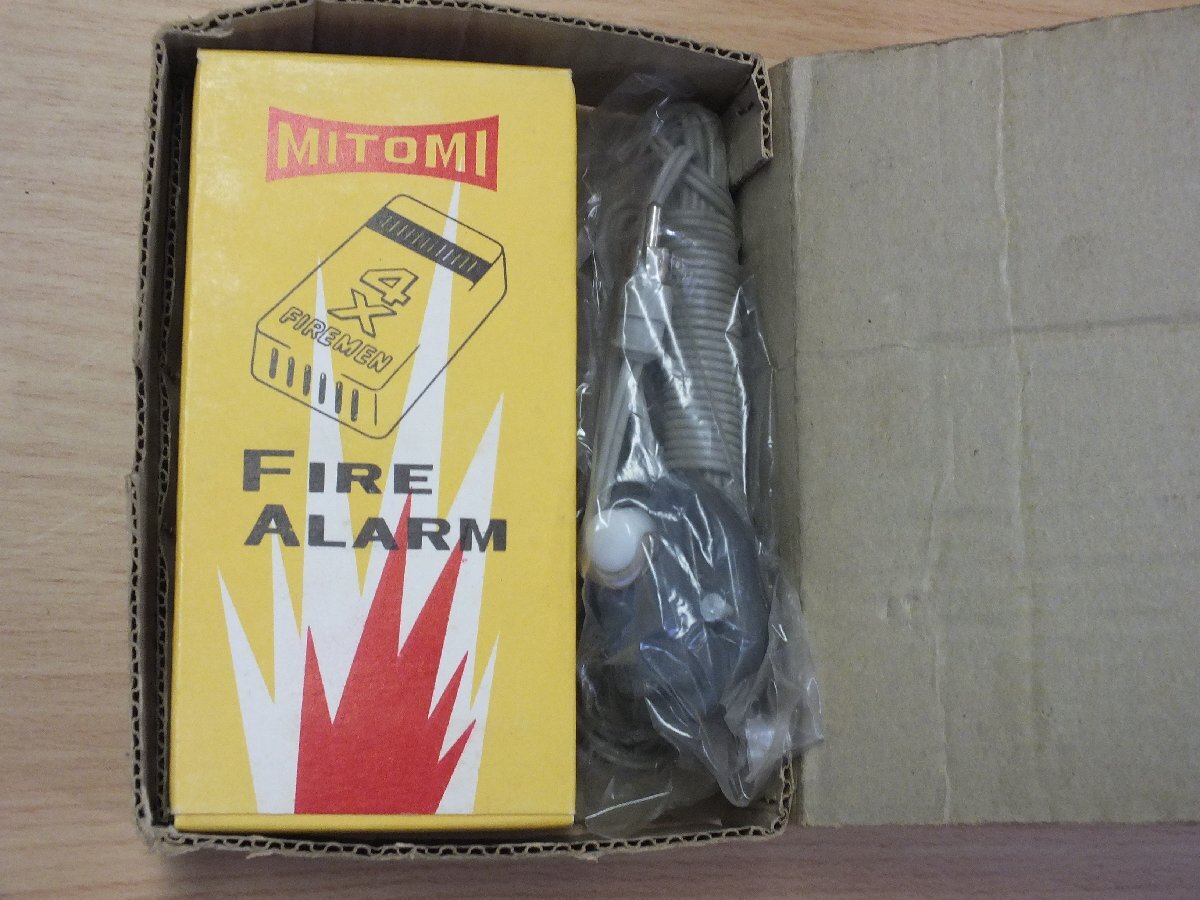 MITOMI
4
X
FIREMEN
FIRE
ALARM